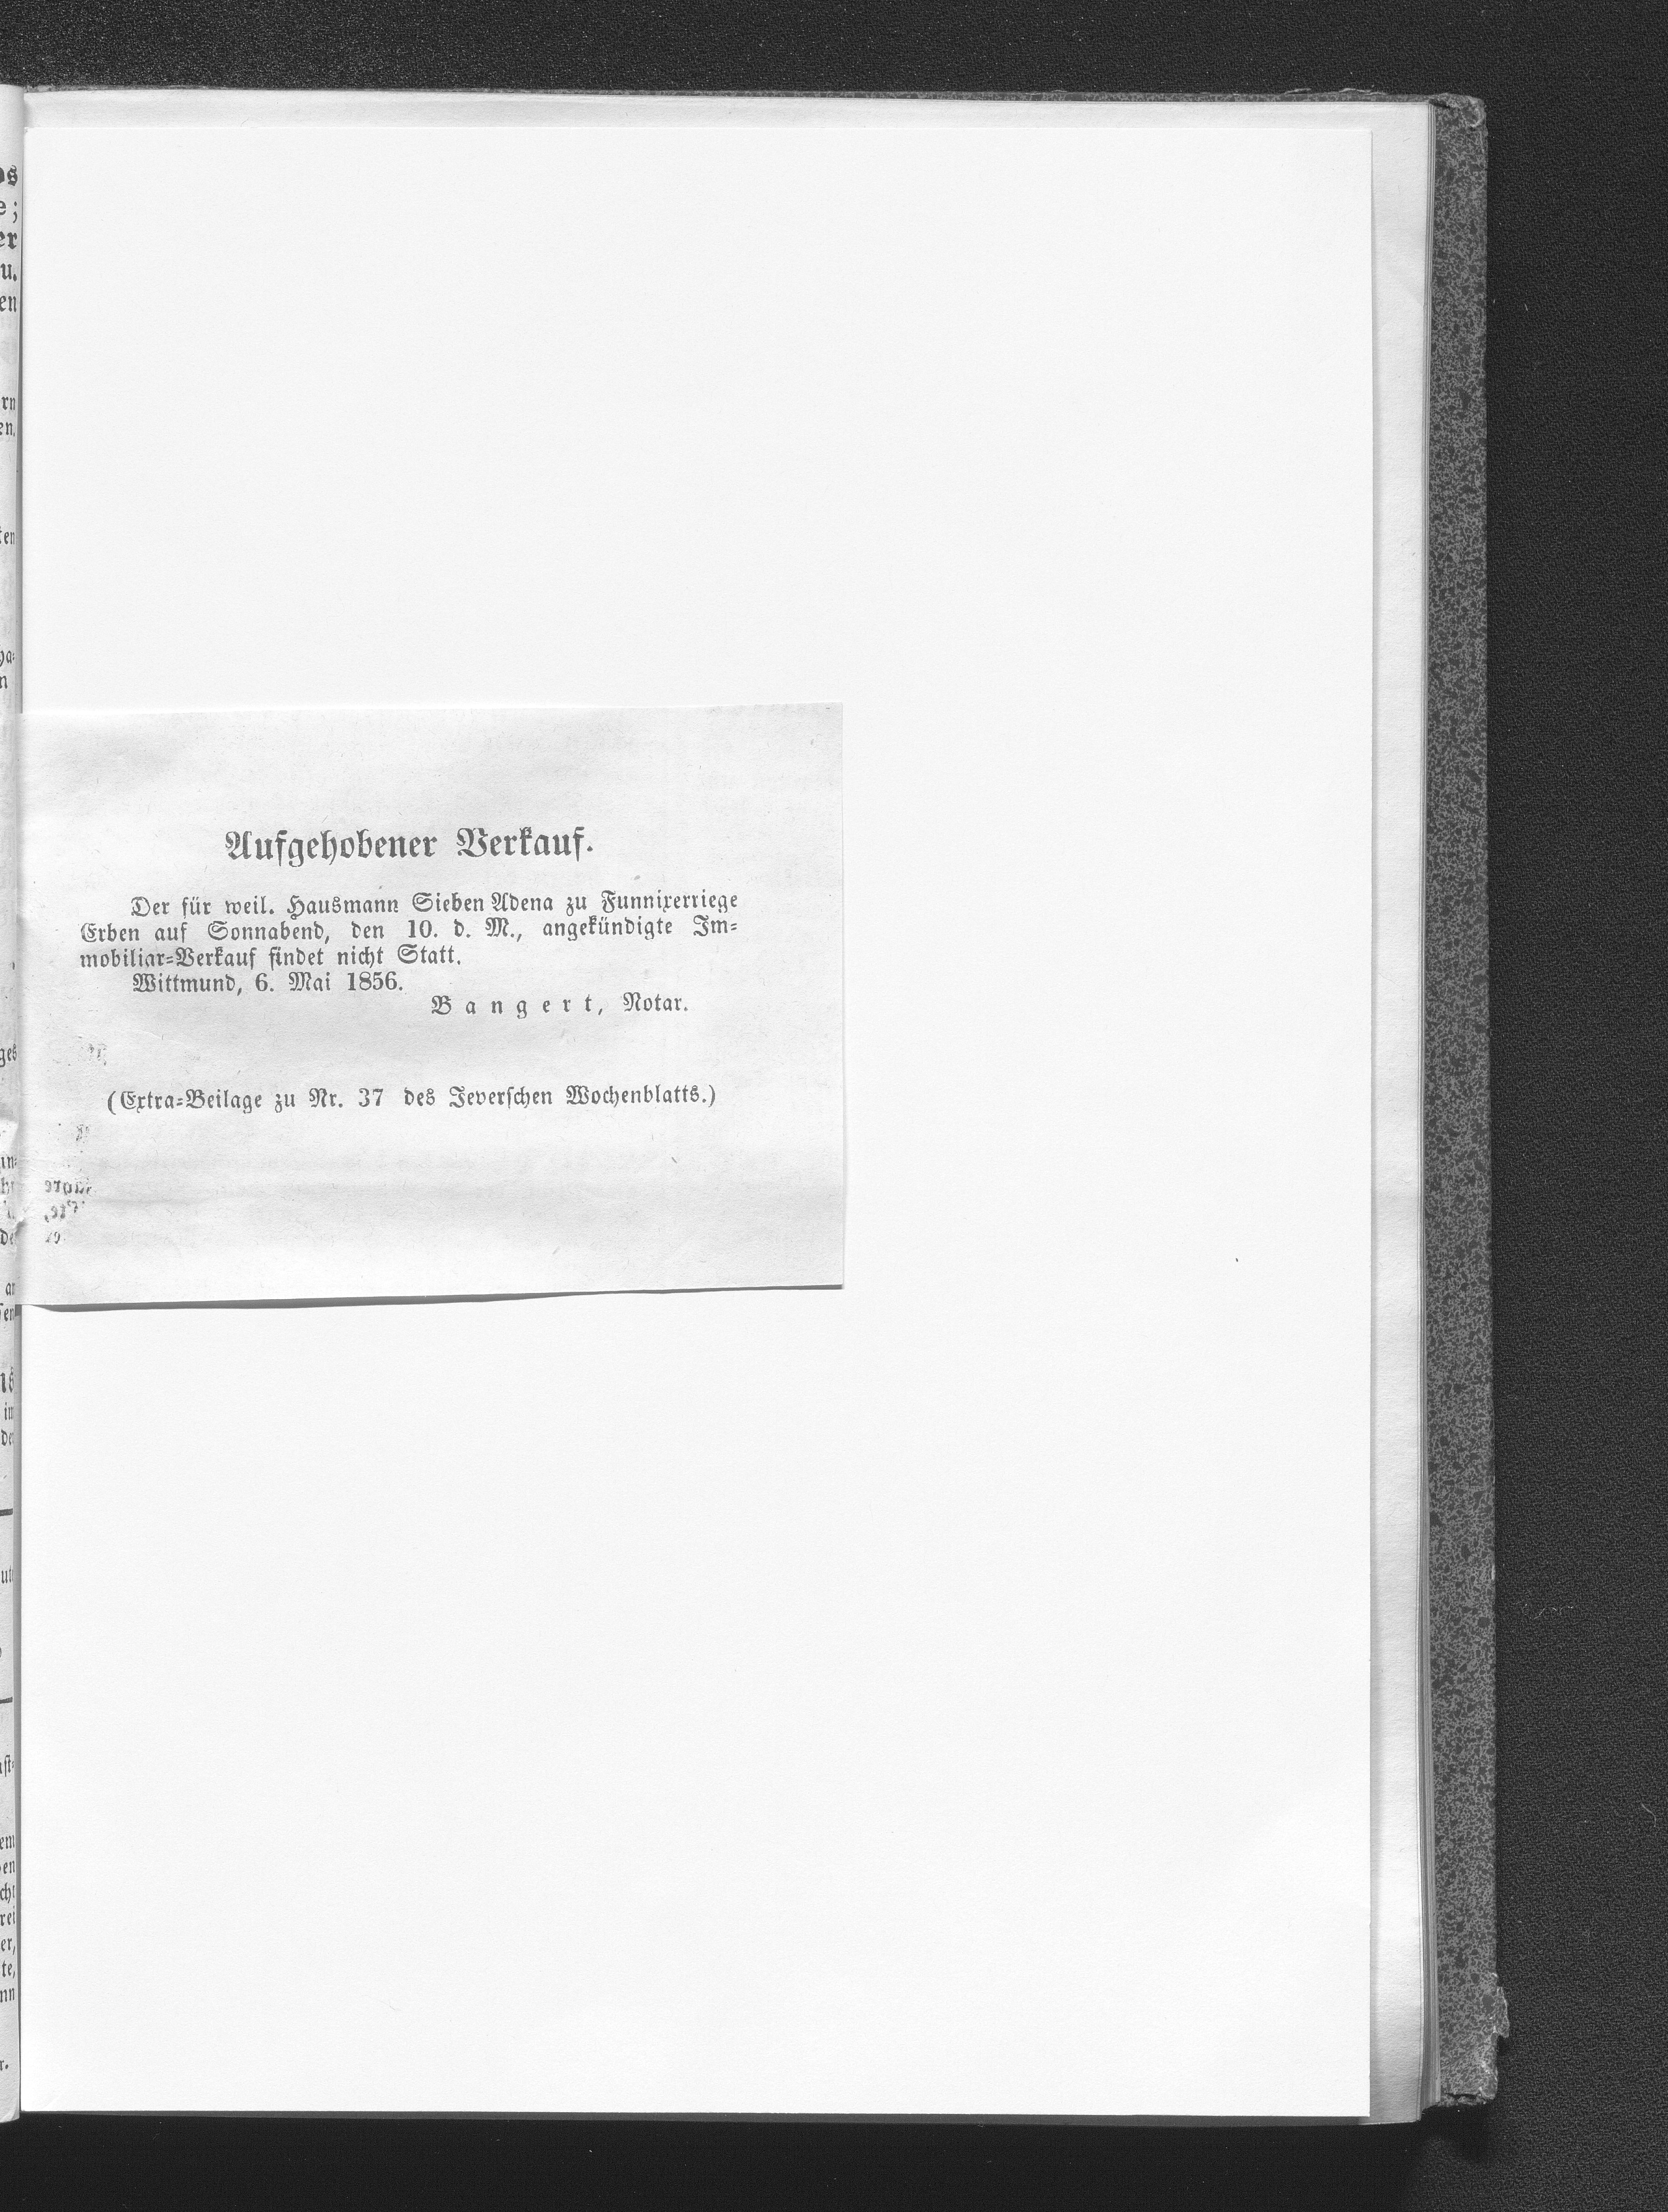 Aufgehobener Verkauf.
Der für weil. Hausmann Sieben Adena zu Funnixerriege
Erben auf Sonnabend, den 10. d. M., angekündigte Im-
mobiliar-Verkauf findet nicht Statt.
Wittmund, 6. Mai 1856.
Bangert, Notar.
(Extra-Beilage zu Nr. 37 des Jeverschen Wochenblatts.)